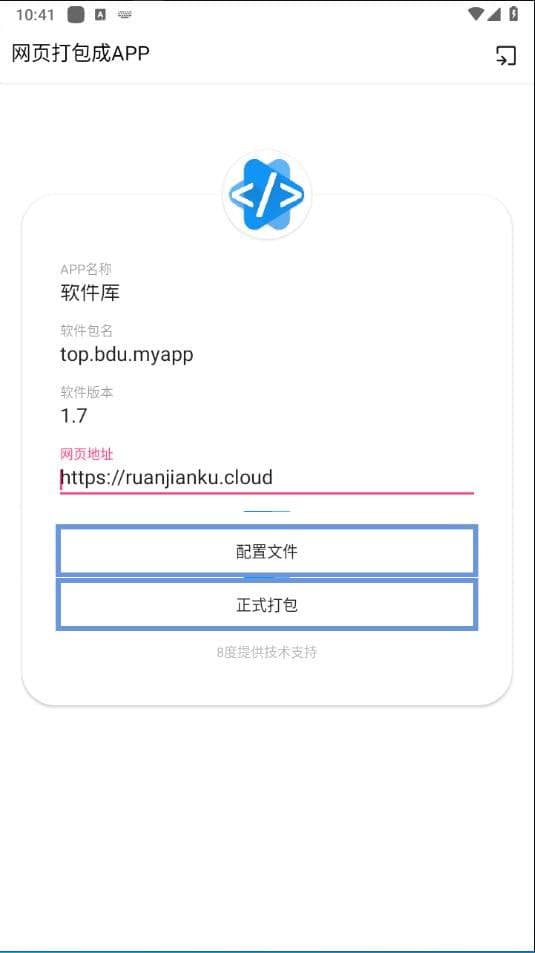 10:41
网页打包成APP
</>
APP名称
软件库
软件包名
top.bdu.myapp
软件版本
1.7
网页地址
https://ruanjianku.cloud
配置文件
正式打包
8度提供技术支持